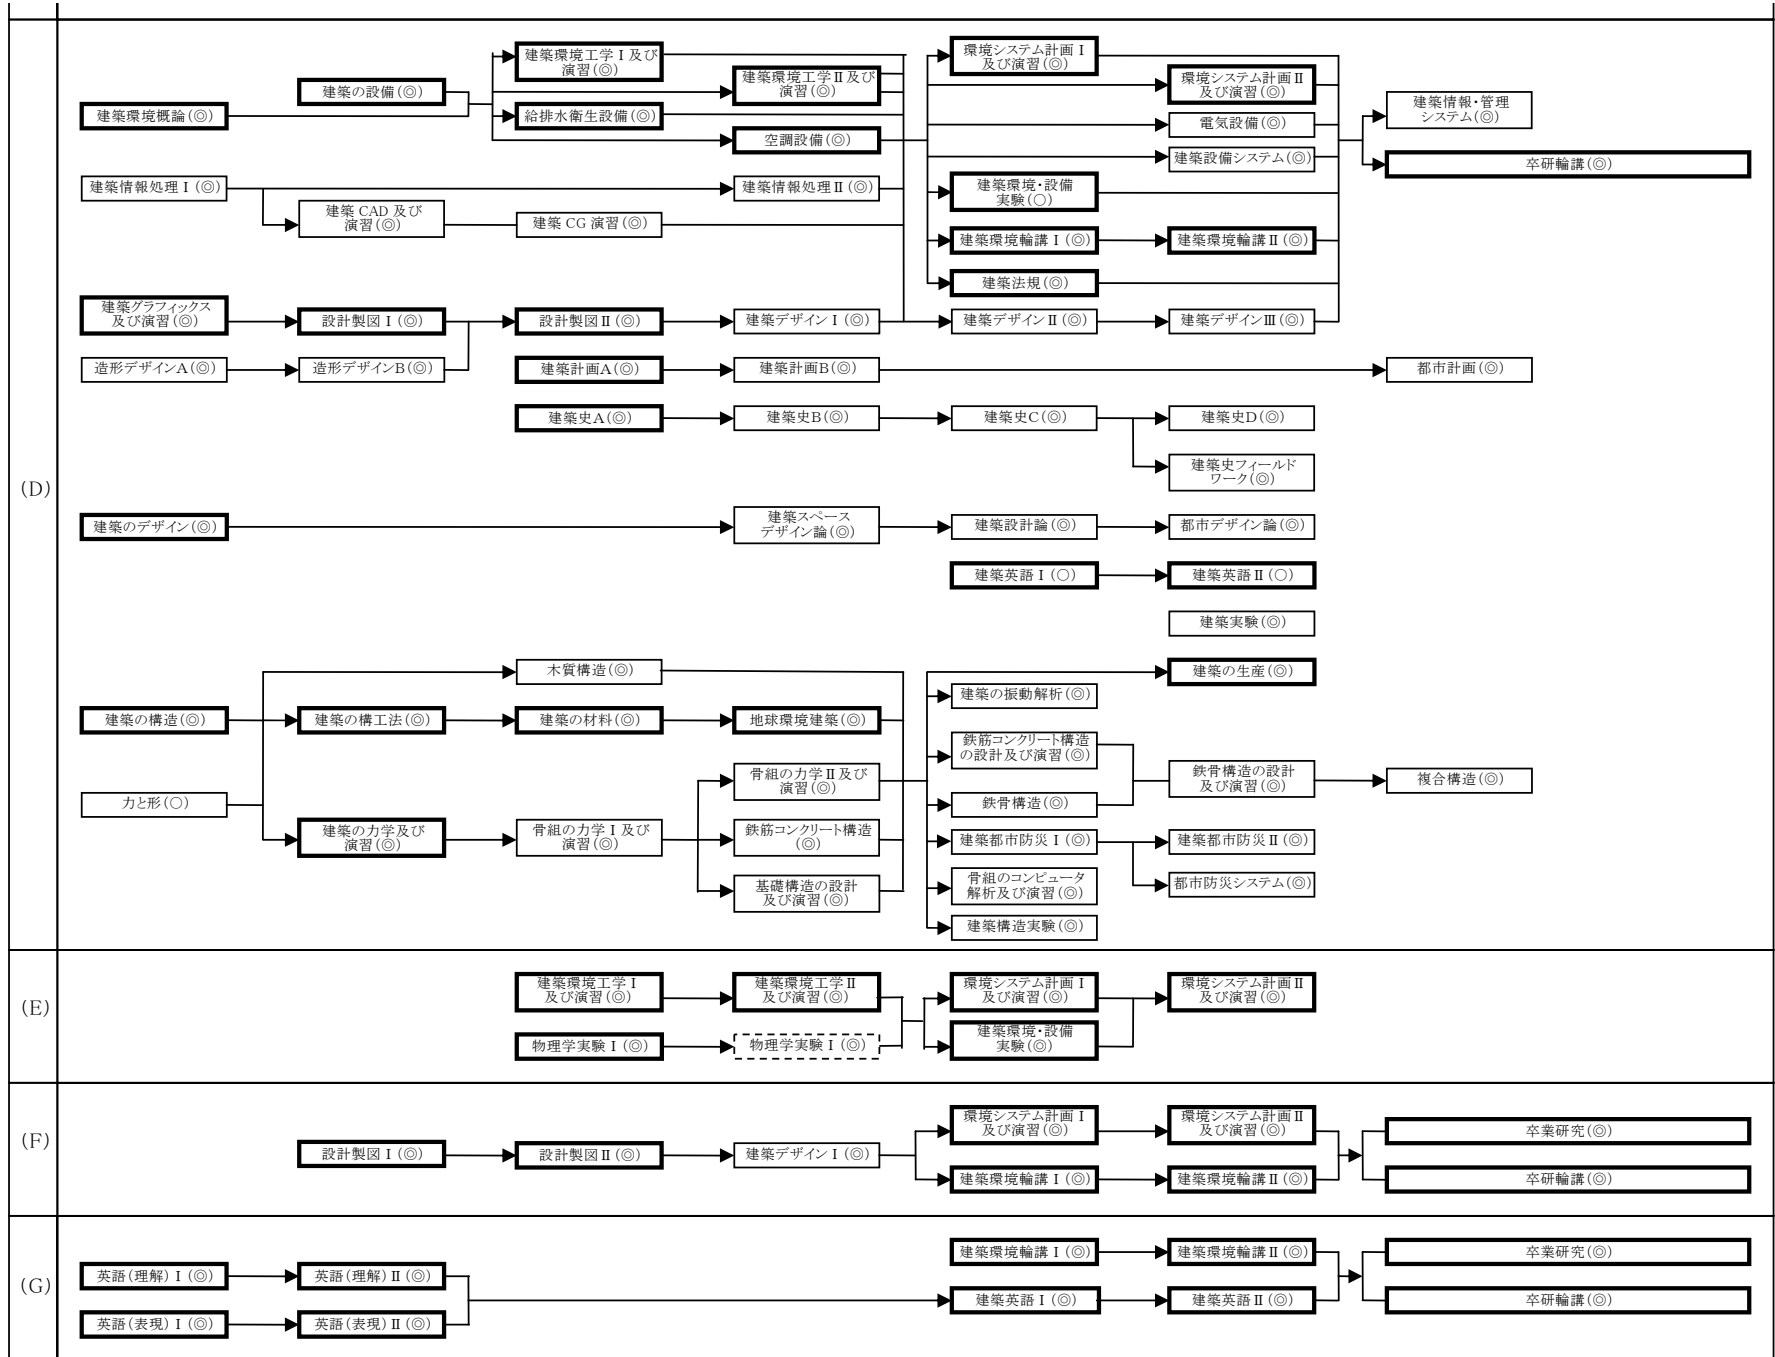 (D)
建築環境工学Ⅰ及び
演習(◎)
環境システム計画Ⅰ
及び演習(◎)
建築の設備(◎)
建築環境工学Ⅱ及び
演習(◎)
環境システム計画Ⅱ
及び演習(◎)
建築環境概論(◎)
給排水衛生設備(◎)
電気設備(◎)
建築情報・管理
システム(◎)
空調設備(◎)
建築設備システム(◎)
卒研輪講(◎)
建築情報処理Ⅰ(◎)
建築情報処理Ⅱ(◎)
建築環境・設備
実験(○)
建築 CAD 及び
演習(◎)
建築 CG 演習(◎)
建築環境輪講Ⅰ(◎)
建築環境輪講Ⅱ(◎)
建築法規(◎)
建築グラフィックス
及び演習(◎)
設計製図Ⅰ(◎)
設計製図Ⅱ(◎)
建築デザインⅠ(◎)
建築デザインⅡ(◎)
建築デザインⅢ(◎)
造形デザインA(◎)
造形デザインB(◎)
建築計画A(◎)
建築計画B(◎)
都市計画(◎)
建築史A(◎)
建築史B(◎)
建築史C(◎)
建築史D(◎)
建築史フィールド
ワーク(◎)
建築のデザイン(◎)
建築スペース
デザイン論(◎)
建築設計論(◎)
都市デザイン論(◎)
建築英語Ⅰ(○)
建築英語Ⅱ(○)
建築実験(◎)
木質構造(◎)
建築の生産(◎)
建築の振動解析(◎)
建築の構造(◎)
建築の構工法(◎)
建築の材料(◎)
地球環境建築(◎)
鉄筋コンクリート構造
の設計及び演習(◎)
骨組の力学Ⅱ及び
演習(◎)
鉄骨構造の設計
及び演習(◎)
複合構造(◎)
力と形(○)
鉄骨構造(◎)
建築の力学及び
演習(◎)
骨組の力学Ⅰ及び
演習(◎)
鉄筋コンクリート構造
(◎)
建築都市防災Ⅰ(◎)
建築都市防災Ⅱ(◎)
基礎構造の設計
及び演習(◎)
骨組のコンピュータ
解析及び演習(◎)
都市防災システム(◎)
建築構造実験(◎)
(E)
建築環境工学Ⅰ
及び演習(◎)
建築環境工学Ⅱ
及び演習(◎)
環境システム計画Ⅰ
及び演習(◎)
環境システム計画Ⅱ
及び演習(◎)
物理学実験Ⅰ(◎)
物理学実験Ⅰ(◎)
建築環境・設備
実験(◎)
(F)
環境システム計画Ⅰ
及び演習(◎)
環境システム計画Ⅱ
及び演習(◎)
卒業研究(◎)
設計製図Ⅰ(◎)
設計製図Ⅱ(◎)
建築デザインⅠ(◎)
建築環境輪講Ⅰ(◎)
建築環境輪講Ⅱ(◎)
卒研輪講(◎)
(G)
建築環境輪講Ⅰ(◎)
建築環境輪講Ⅱ(◎)
卒業研究(◎)
英語(理解)Ⅰ(◎)
英語(理解)Ⅱ(◎)
建築英語Ⅰ(◎)
建築英語Ⅱ(◎)
卒研輪講(◎)
英語(表現)Ⅰ(◎)
英語(表現)Ⅱ(◎)